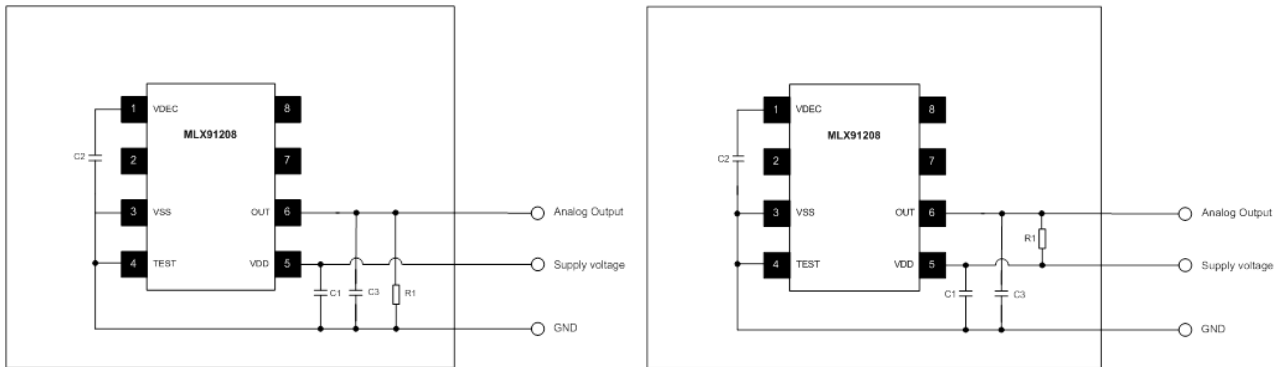 1 VDEC 8
MLX91208
C2
2 7
3 VSS OUT 6 Analog Output
4 TEST VDD 5 Supply voltage
C1 C3 R1
GND
1 VDEC 8
MLX91208
C2
2 7
3 VSS OUT 6 Analog Output
R1
4 TEST VDD 5 Supply voltage
C1 C3
GND